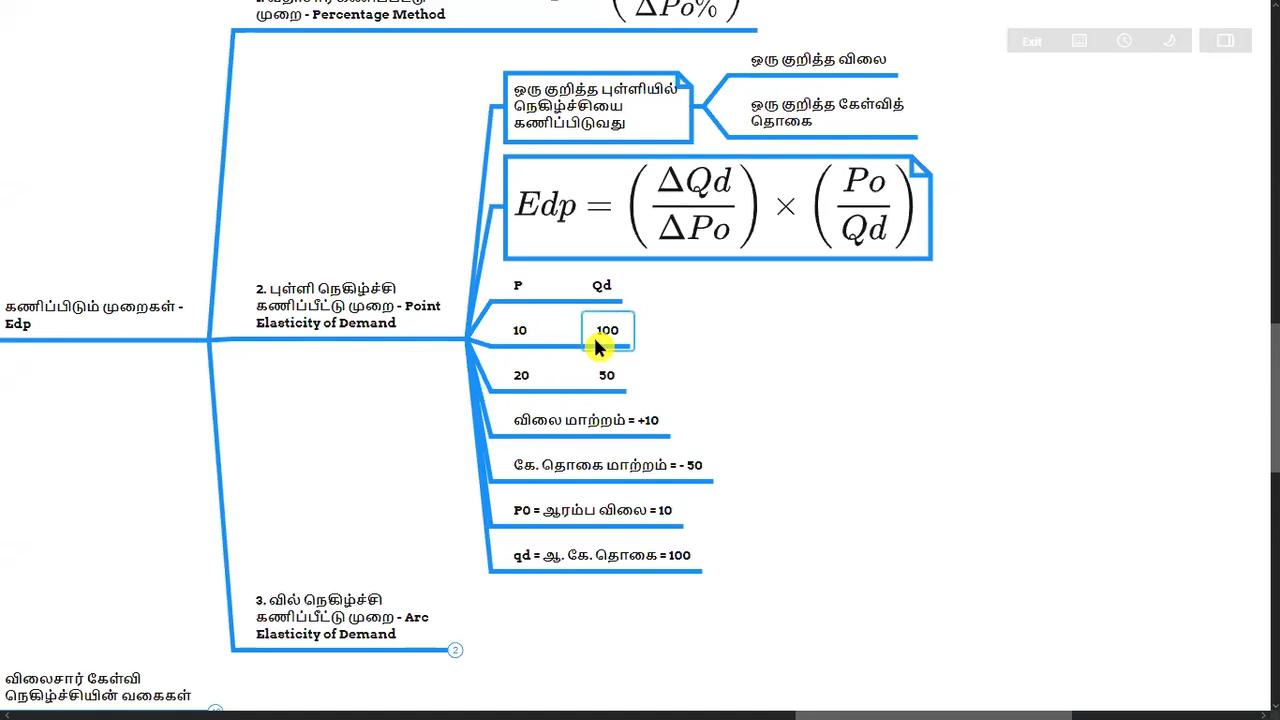 முறை - Percentage Method
ΔPo%
ஒரு குறித்த புள்ளியில்
நெகிழ்ச்சியை
கணிப்பிடுவது
ஒரு குறித்த விலை
ஒரு குறித்த கேள்வித்
தொகை
Edp = (ΔQd / ΔPo) × (Po / Qd)
கணிப்பிடும் முறைகள் -
Edp
2. புள்ளி நெகிழ்ச்சி
கணிப்பீட்டு முறை - Point
Elasticity of Demand
P Qd
10 100
20 50
விலை மாற்றம் = +10
கே. தொகை மாற்றம் = - 50
P0 = ஆரம்ப விலை = 10
qd = ஆ. கே. தொகை = 100
3. வில் நெகிழ்ச்சி
கணிப்பீட்டு முறை - Arc
Elasticity of Demand
2
விலைசார் கேள்வி
நெகிழ்ச்சியின் வகைகள்
Exit